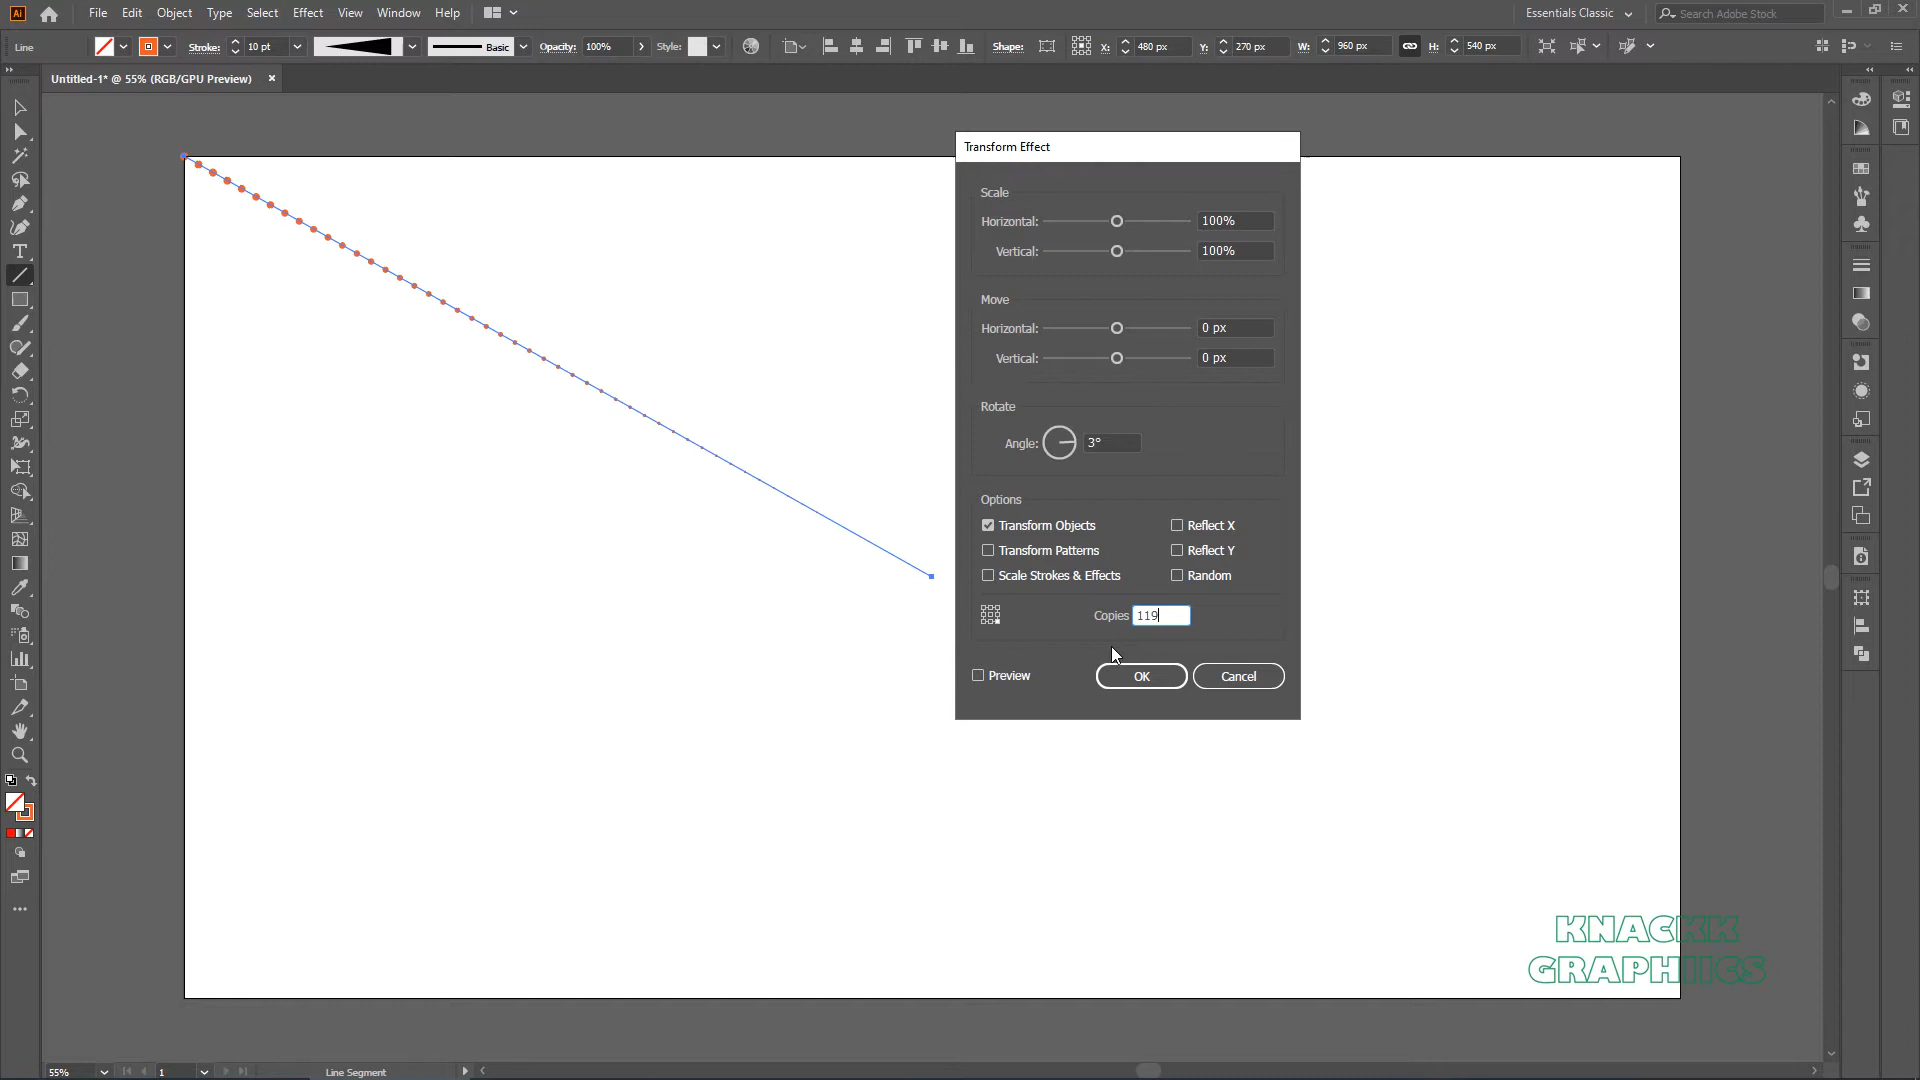 Ai File Edit Object Type Select Effect View Window Help Essentials Classic Search Adobe Stock
Line Stroke: 10 pt Basic Opacity: 100% Style: Shape: X: 480 px Y: 270 px W: 960 px H: 540 px
Untitled-1* @ 55% (RGB/GPU Preview)
Transform Effect
Scale
Horizontal: 100%
Vertical: 100%
Move
Horizontal: 0 px
Vertical: 0 px
Rotate
Angle: 3°
Options
Transform Objects Reflect X
Transform Patterns Reflect Y
Scale Strokes & Effects Random
Copies 119
Preview OK Cancel
KNACKK
GRAPHIICS
55% 1 Line Segment